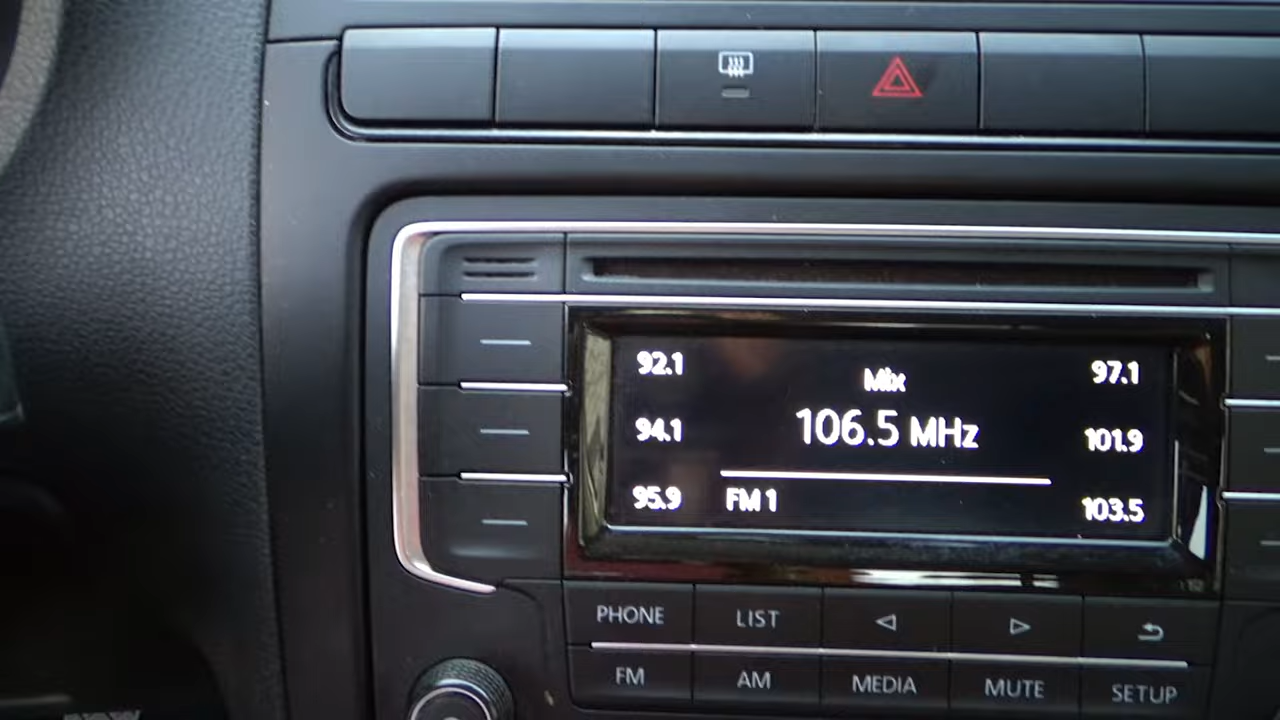 92.1 Mix 97.1
94.1 106.5 MHz 101.9
95.9 FM 1 103.5
PHONE LIST
FM AM MEDIA MUTE SETUP